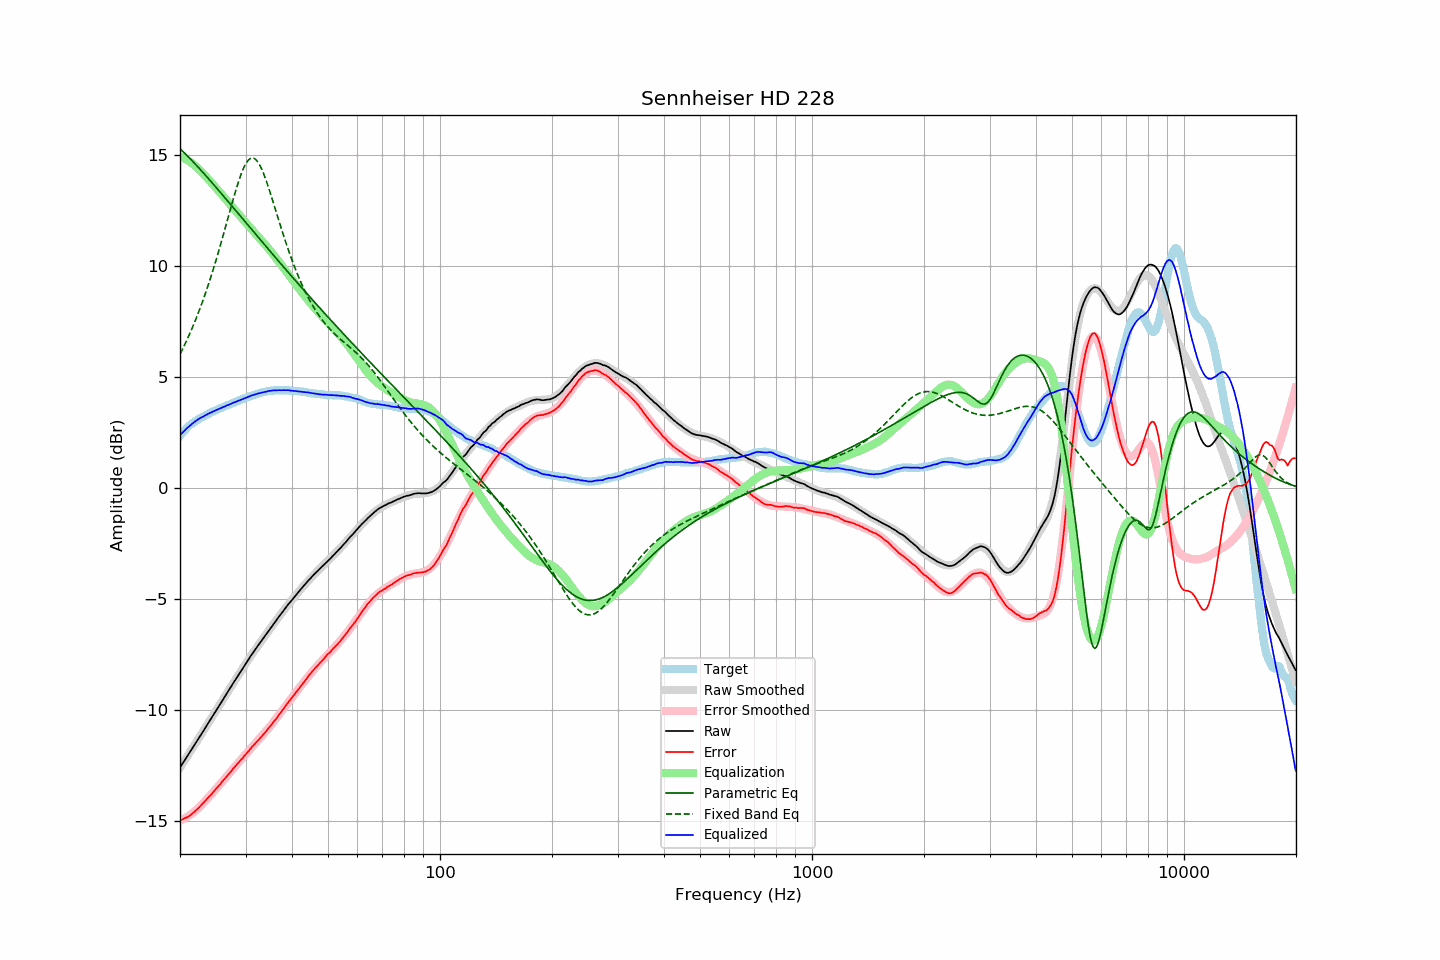 Sennheiser HD 228
Amplitude (dBr)
15
10
5
0
−5
−10
−15
100
1000
10000
Frequency (Hz)
Target
Raw Smoothed
Error Smoothed
Raw
Error
Equalization
Parametric Eq
Fixed Band Eq
Equalized